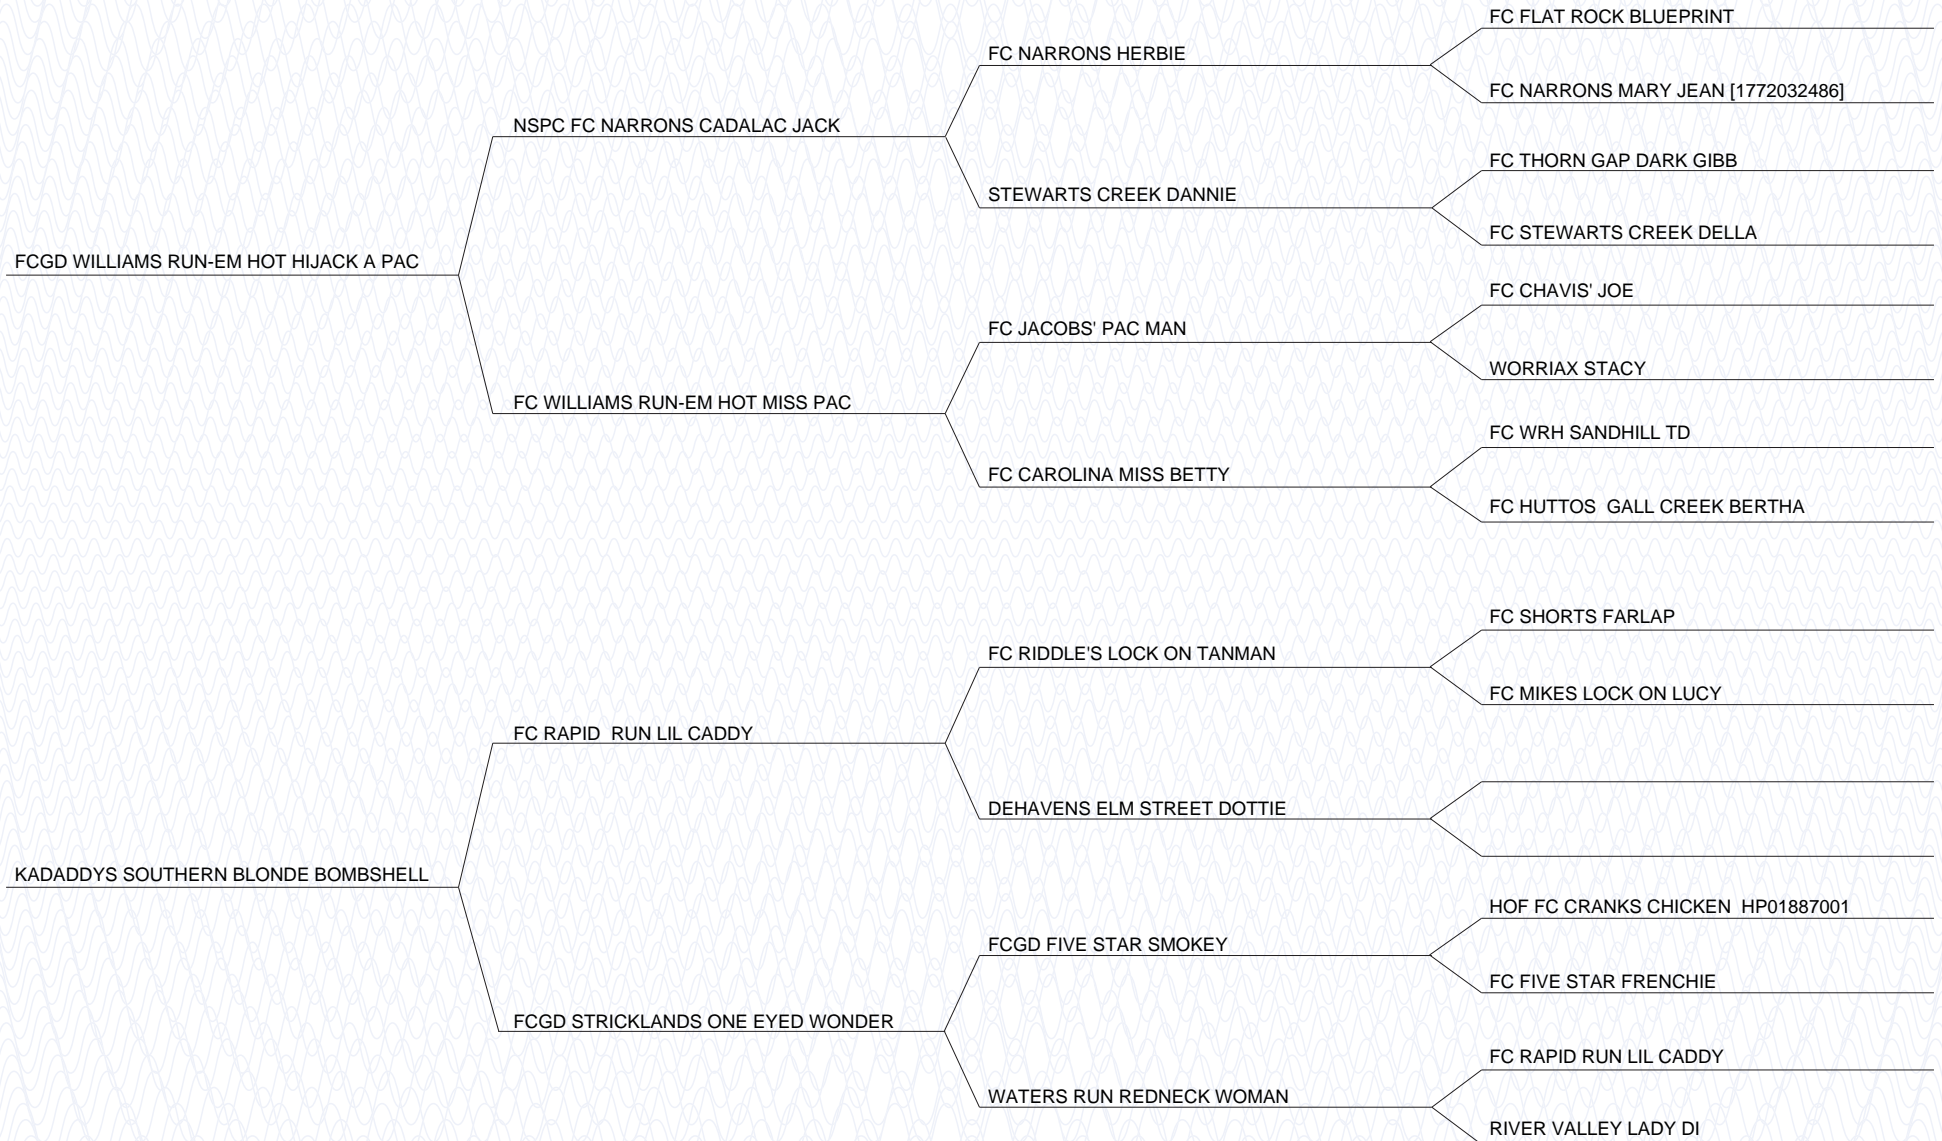 FC FLAT ROCK BLUEPRINT
FC NARRONS HERBIE
FC NARRONS MARY JEAN [1772032486]
NSPC FC NARRONS CADALAC JACK
FC THORN GAP DARK GIBB
STEWARTS CREEK DANNIE
FC STEWARTS CREEK DELLA
FCGD WILLIAMS RUN-EM HOT HIJACK A PAC
FC CHAVIS' JOE
FC JACOBS' PAC MAN
WORRIAX STACY
FC WILLIAMS RUN-EM HOT MISS PAC
FC WRH SANDHILL TD
FC CAROLINA MISS BETTY
FC HUTTOS  GALL CREEK BERTHA
FC SHORTS FARLAP
FC RIDDLE'S LOCK ON TANMAN
FC MIKES LOCK ON LUCY
FC RAPID  RUN LIL CADDY
DEHAVENS ELM STREET DOTTIE
KADADDYS SOUTHERN BLONDE BOMBSHELL
HOF FC CRANKS CHICKEN  HP01887001
FCGD FIVE STAR SMOKEY
FC FIVE STAR FRENCHIE
FCGD STRICKLANDS ONE EYED WONDER
FC RAPID RUN LIL CADDY
WATERS RUN REDNECK WOMAN
RIVER VALLEY LADY DI